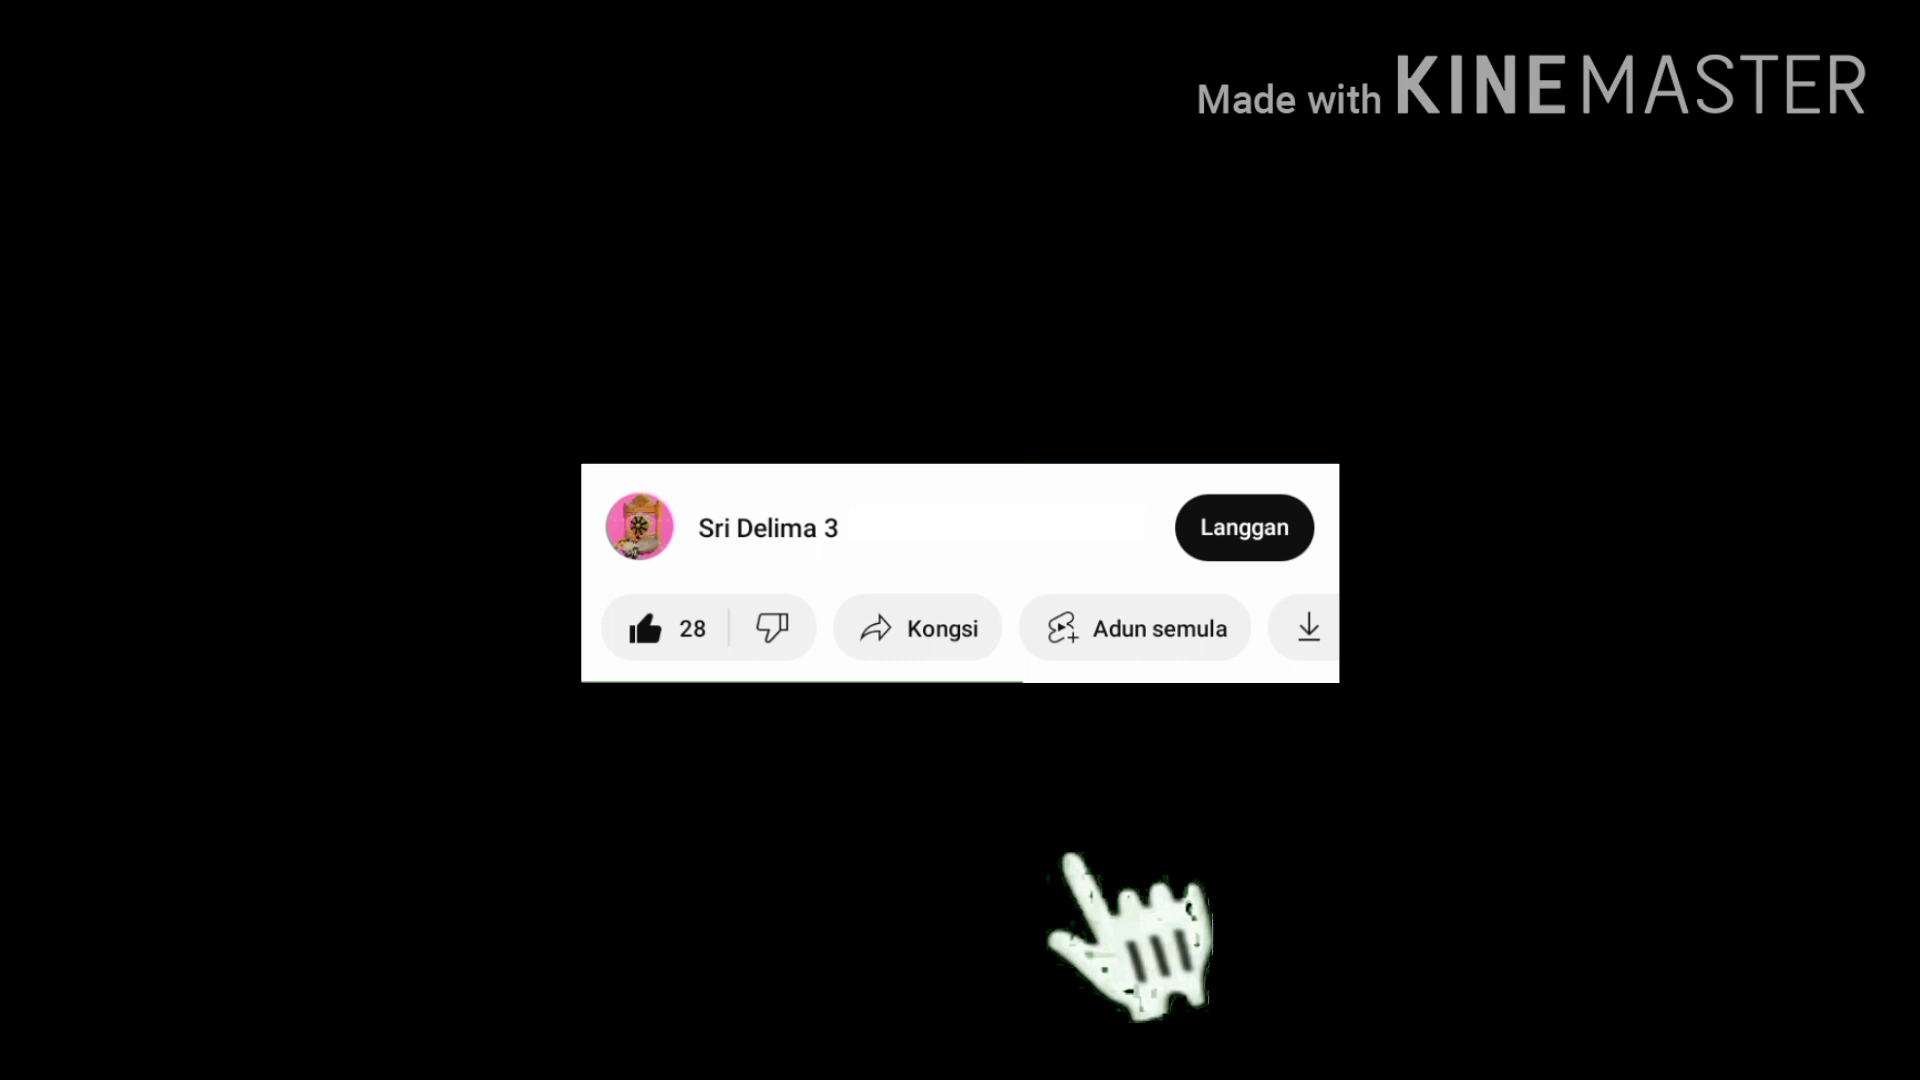 Made with KINEMASTER
Sri Delima 3
Langgan
28
Kongsi
Adun semula